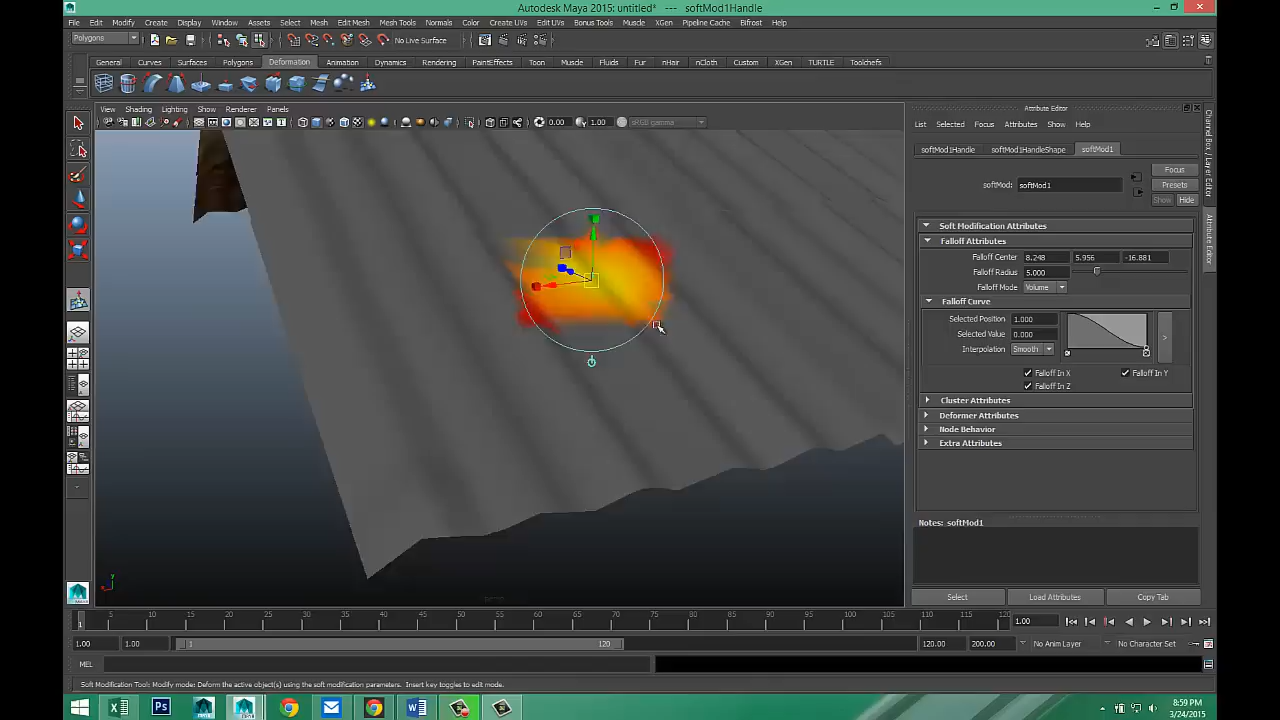 Autodesk Maya 2015: untitled* --- softMod1Handle
File Edit Modify Create Display Window Assets Select Mesh Edit Mesh Mesh Tools Normals Color Create UVs Edit UVs Bonus Tools Muscle XGen Pipeline Cache Bifrost Help
Polygons No Live Surface
General Curves Surfaces Polygons Deformation Animation Dynamics Rendering PaintEffects Toon Muscle Fluids Fur nHair nCloth Custom XGen TURTLE Toolchefs
View Shading Lighting Show Renderer Panels
0.00 1.00 sRGB gamma
Attribute Editor
List Selected Focus Attributes Show Help
softMod1Handle softMod1HandleShape softMod1
Focus
softMod: softMod1 Presets
Show Hide
Soft Modification Attributes
Falloff Attributes
Falloff Center 8.248 5.956 -16.881
Falloff Radius 5.000
Falloff Mode Volume
Falloff Curve
Selected Position 1.000
Selected Value 0.000
Interpolation Smooth
>
Falloff In X Falloff In Y
Falloff In Z
Cluster Attributes
Deformer Attributes
Node Behavior
Extra Attributes
Notes: softMod1
Select Load Attributes Copy Tab
Channel Box / Layer Editor
Attribute Editor
5 10 15 20 25 30 35 40 45 50 55 60 65 70 75 80 85 90 95 100 105 110 115 120
1 1.00
1.00 1.00 1 120 120.00 200.00 No Anim Layer No Character Set
MEL
Soft Modification Tool: Modify mode: Deform the active object(s) using the soft modification parameters. Insert key toggles to edit mode.
8:59 PM
3/24/2015